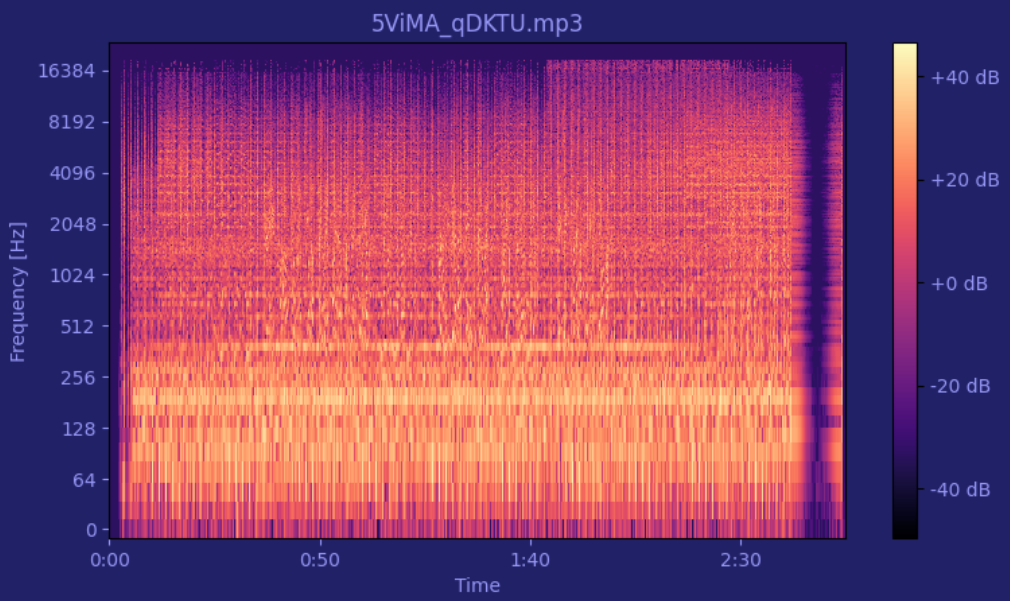 5ViMA_qDKTU.mp3
16384
8192
4096
2048
1024
512
256
128
64
0
Frequency [Hz]
0:00
0:50
1:40
2:30
Time
+40 dB
+20 dB
+0 dB
-20 dB
-40 dB